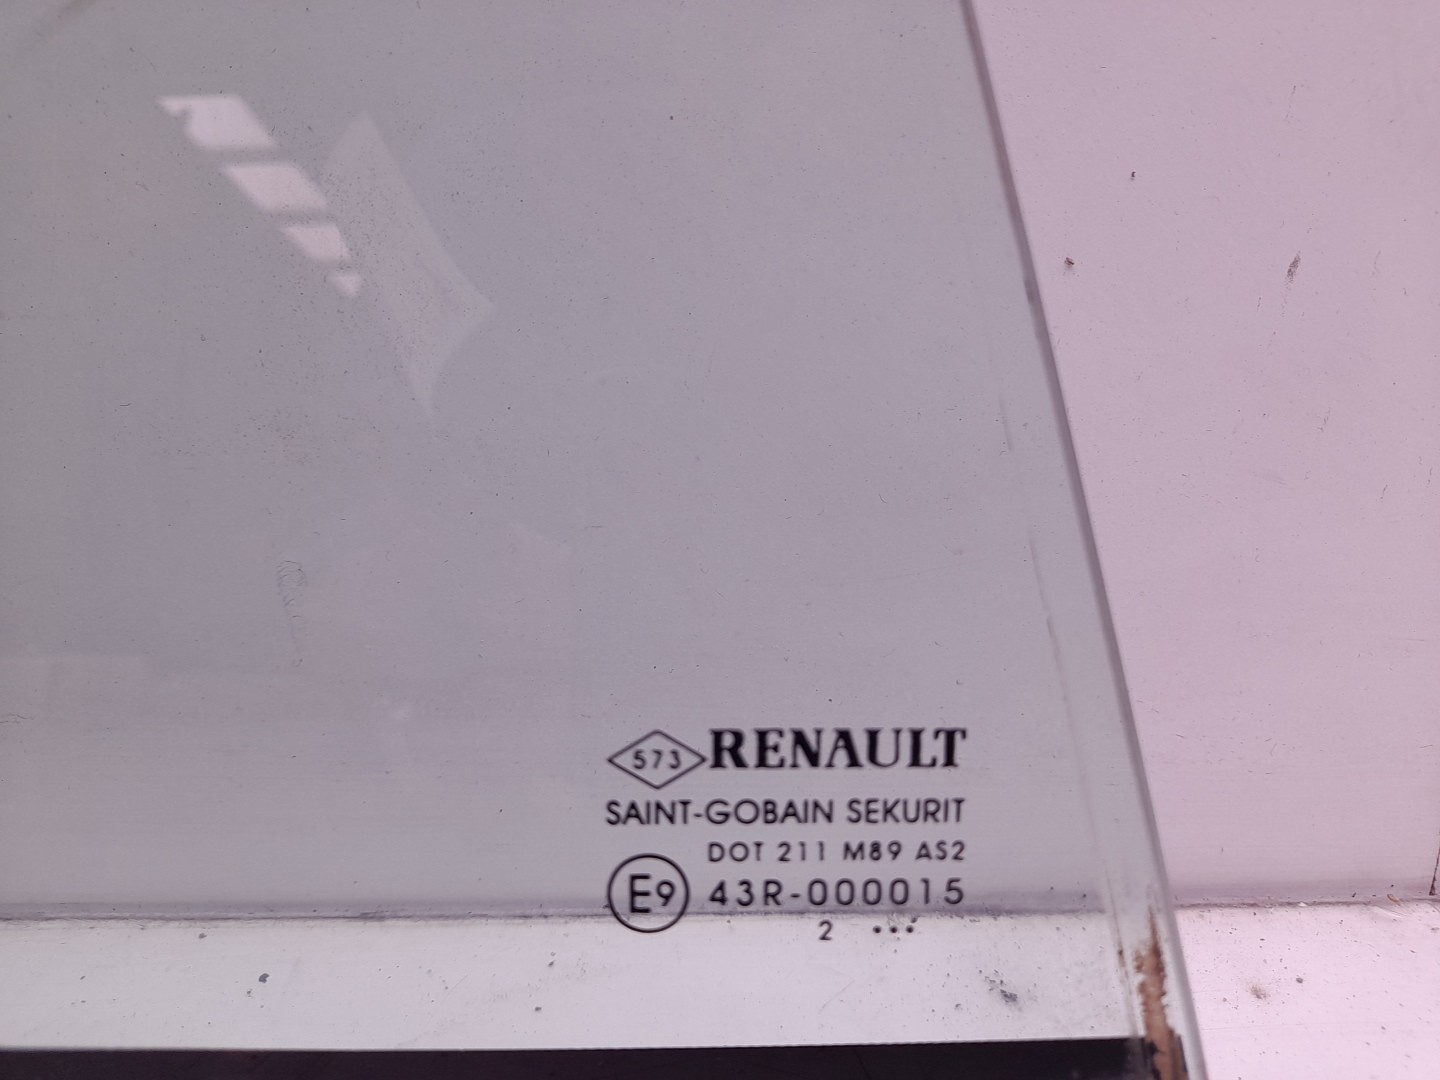 573 RENAULT
SAINT-GOBAIN SEKURIT
DOT 211 M89 AS2
E9 43R-000015
2 •••